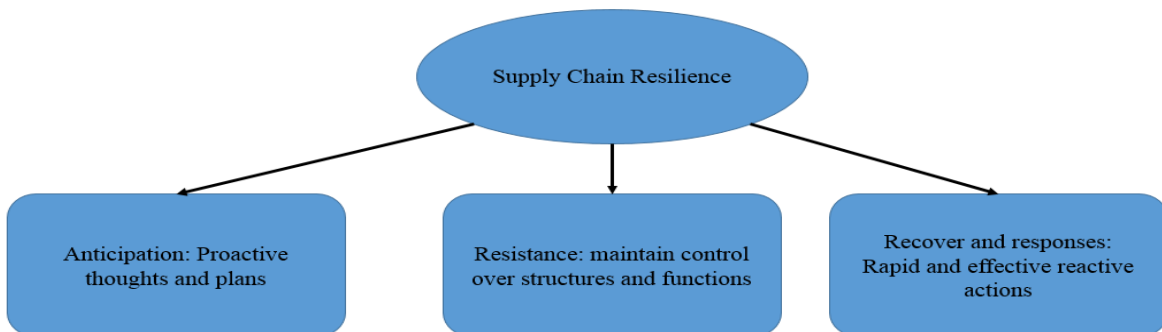 Supply Chain Resilience
Anticipation: Proactive
thoughts and plans
Resistance: maintain control
over structures and functions
Recover and responses:
Rapid and effective reactive
actions